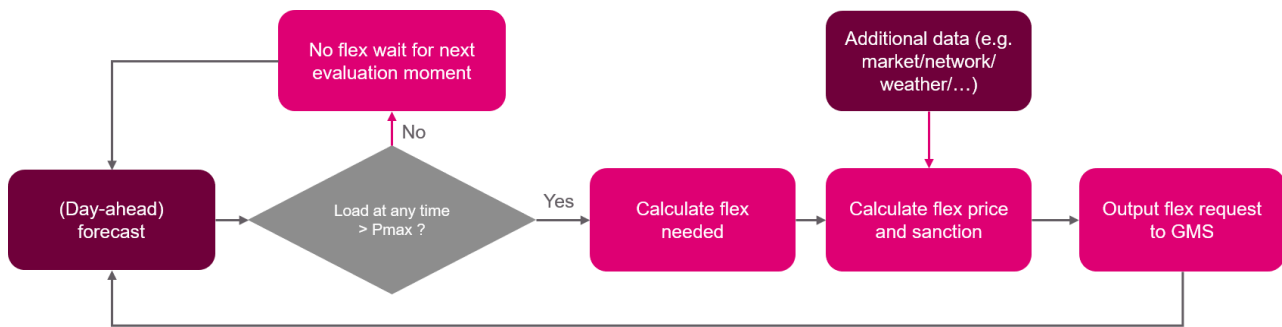 No flex wait for next
evaluation moment
Additional data (e.g.
market/network/
weather/…)
No
(Day-ahead)
forecast
Load at any time
> Pmax ?
Yes
Calculate flex
needed
Calculate flex price
and sanction
Output flex request
to GMS